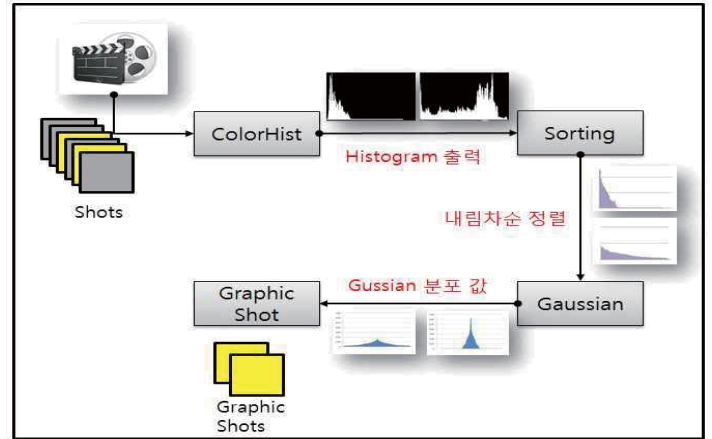 ColorHist
Sorting
Histogram 출력
Shots
내림차순 정렬
Gussian 분포 값
Graphic
Shot
Gaussian
Graphic
Shots